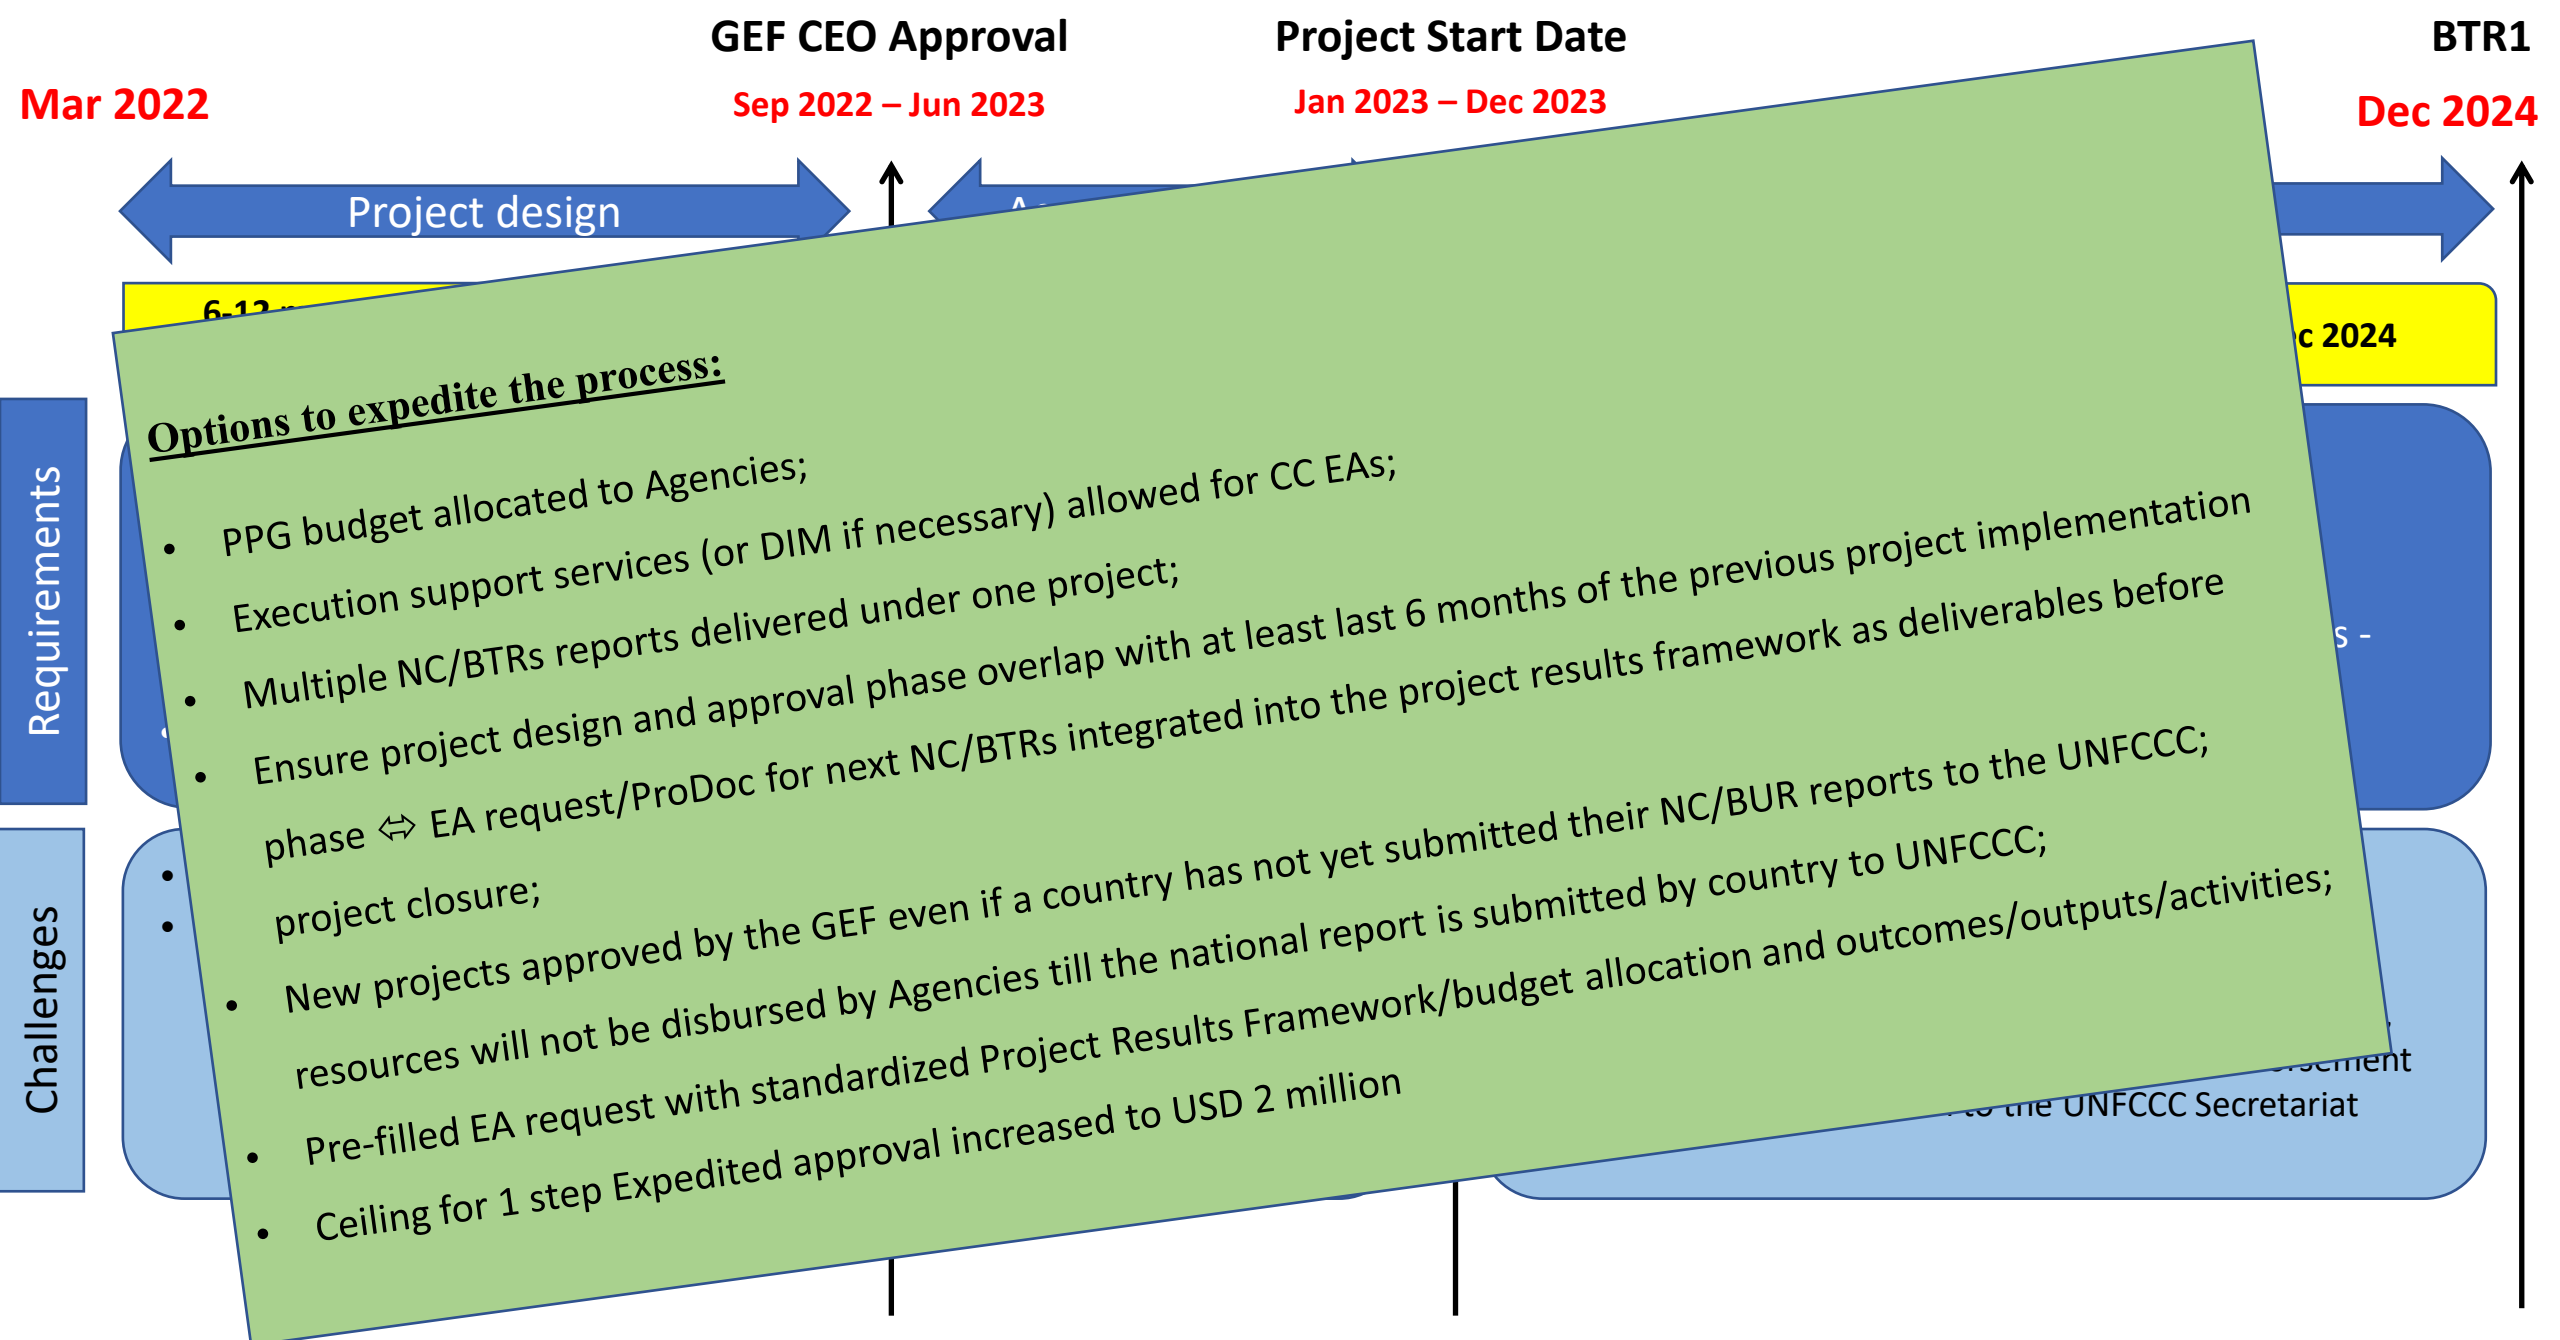 GEF CEO Approval
Project Start Date
BTR1
Mar 2022
Sep 2022 – Jun 2023
Jan 2023 – Dec 2023
Dec 2024
Project design
6-12
2024
Requirements
Challenges
Options to expedite the process:
• PPG budget allocated to Agencies;
• Execution support services (or DIM if necessary) allowed for CC EAs;
• Multiple NC/BTRs reports delivered under one project;
• Ensure project design and approval phase overlap with at least last 6 months of the previous project implementation
phase ⬄ EA request/ProDoc for next NC/BTRs integrated into the project results framework as deliverables before
project closure;
• New projects approved by the GEF even if a country has not yet submitted their NC/BUR reports to the UNFCCC;
resources will not be disbursed by Agencies till the national report is submitted by country to UNFCCC;
• Pre-filled EA request with standardized Project Results Framework/budget allocation and outcomes/outputs/activities;
• Ceiling for 1 step Expedited approval increased to USD 2 million
to the UNFCCC Secretariat